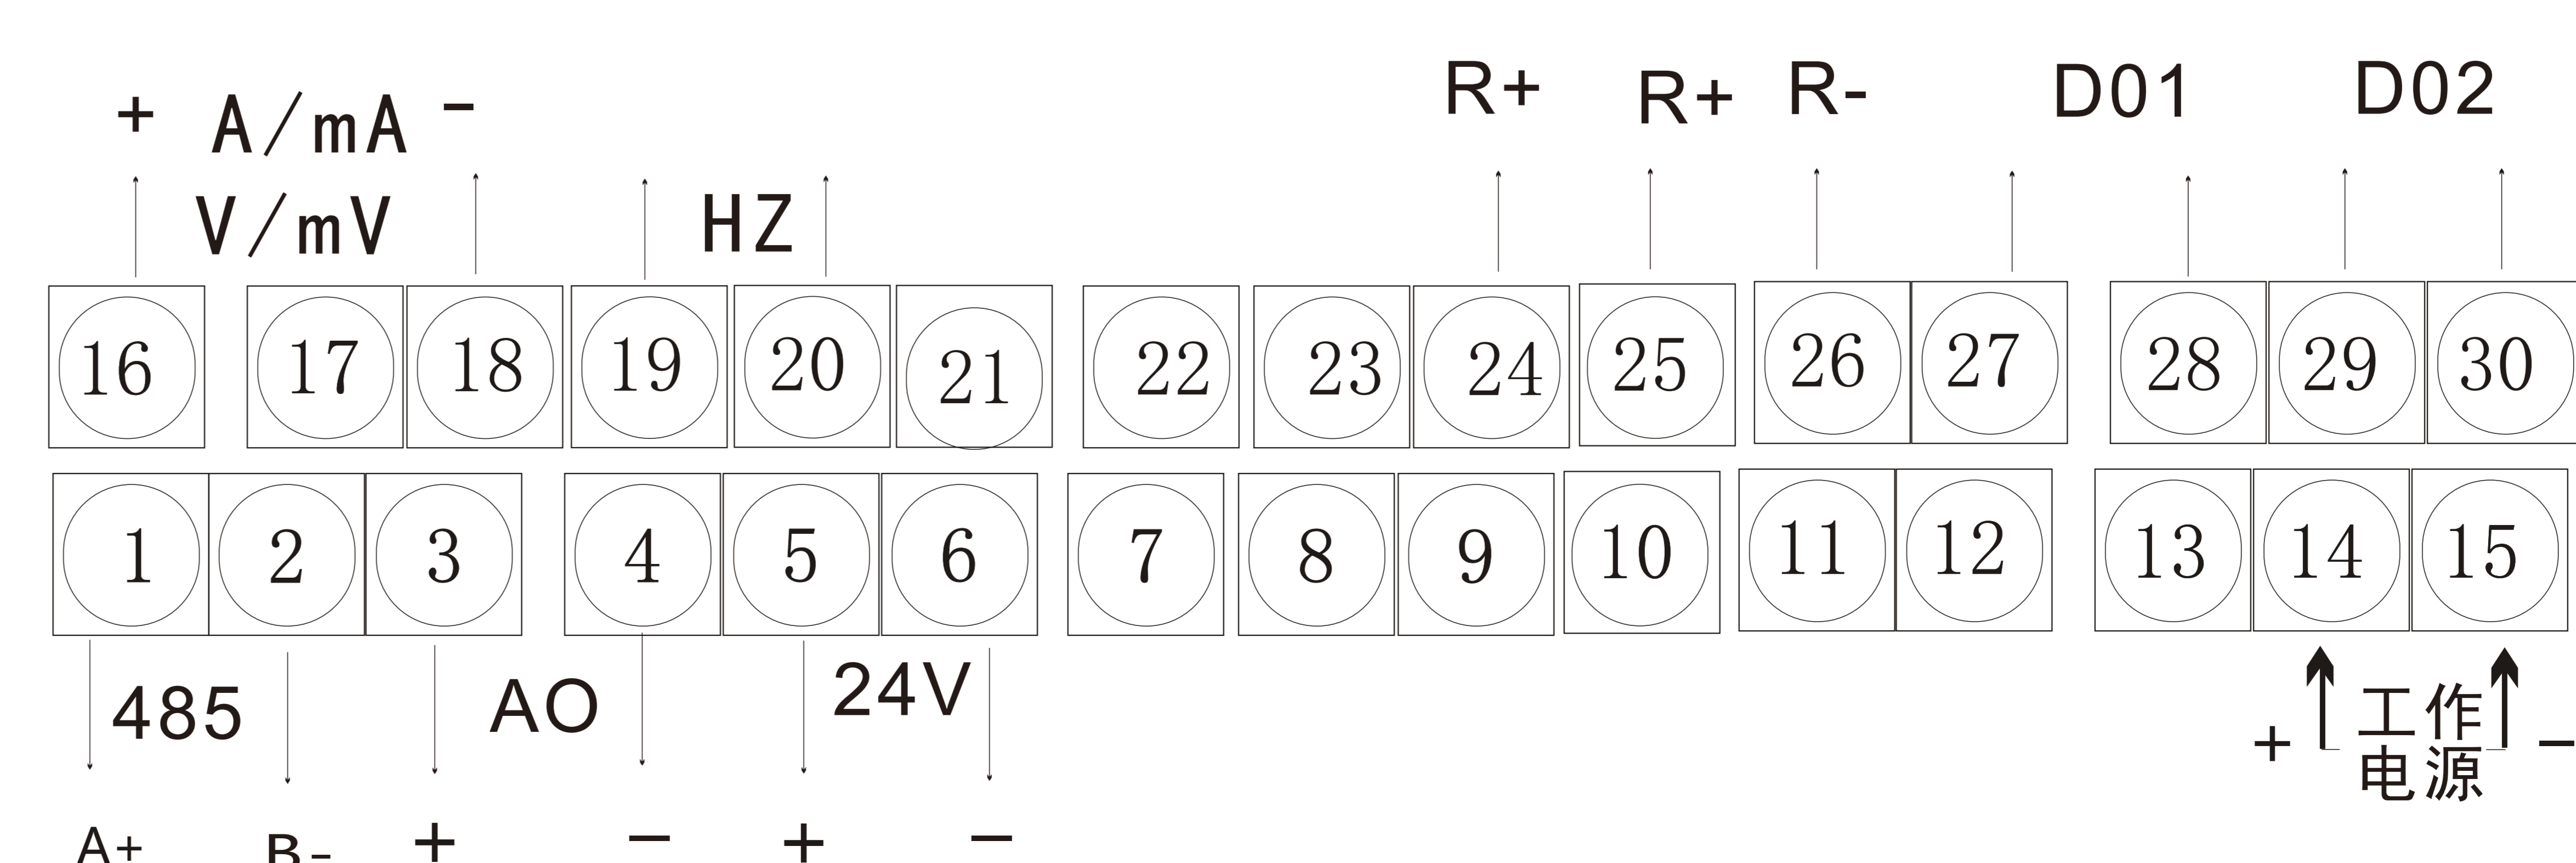 R+ R+ R- D01 D02
+ A/mA -
V/mV HZ
16 17 18 19 20 21 22 23 24 25 26 27 28 29 30
1 2 3 4 5 6 7 8 9 10 11 12 13 14 15
485 AO 24V
+ 工作 -
电源
A+ B- + - + -